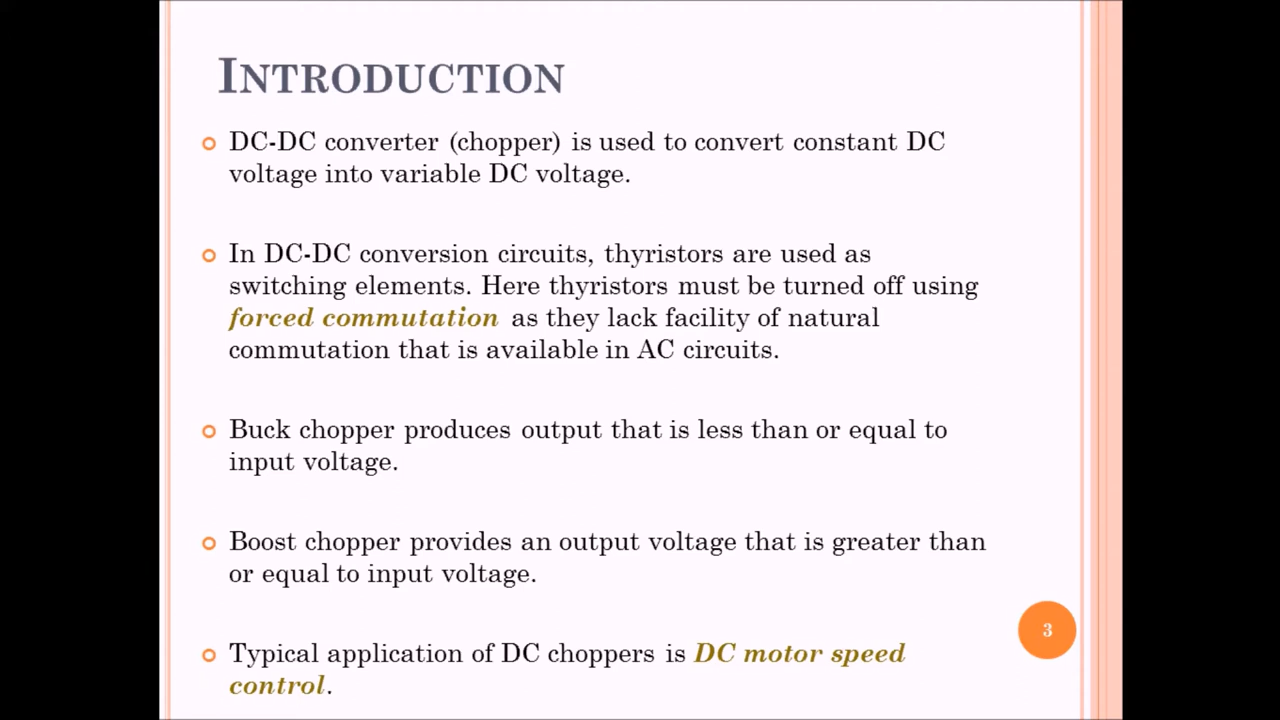 INTRODUCTION
DC-DC converter (chopper) is used to convert constant DC
voltage into variable DC voltage.
In DC-DC conversion circuits, thyristors are used as
switching elements. Here thyristors must be turned off using
forced commutation as they lack facility of natural
commutation that is available in AC circuits.
Buck chopper produces output that is less than or equal to
input voltage.
Boost chopper provides an output voltage that is greater than
or equal to input voltage.
3
Typical application of DC choppers is DC motor speed
control.